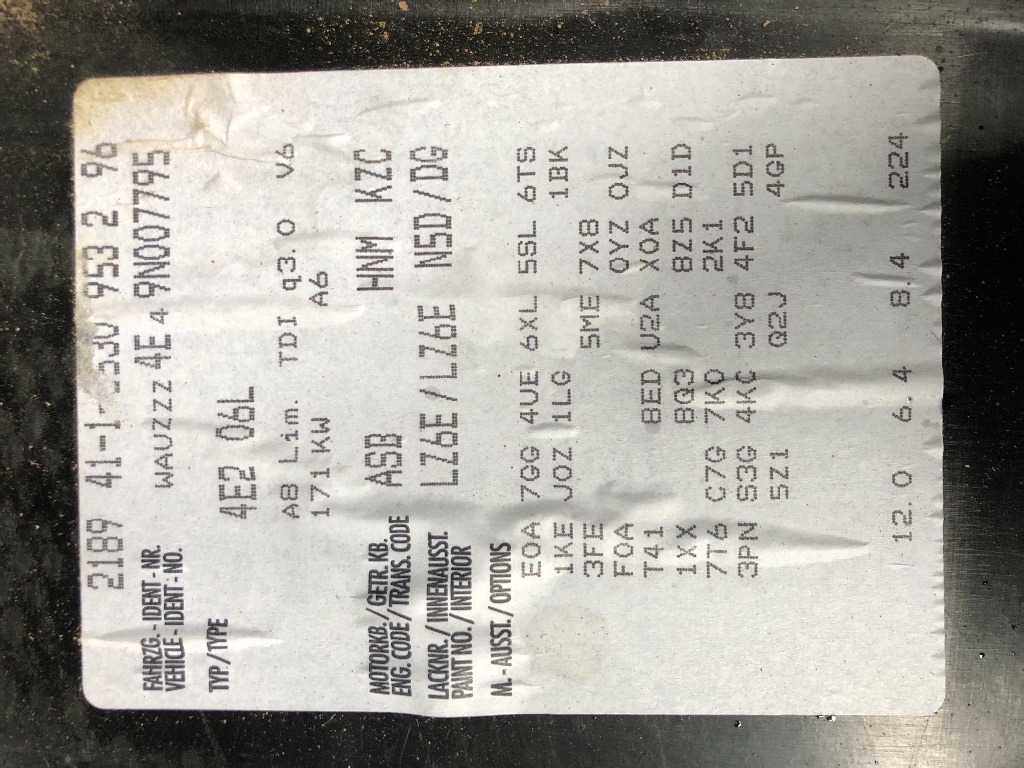 2189 41-1- 953 2 96
FAHRZG.-IDENT-NR.
VEHICLE-IDENT-NO.
WAUZZZ 4E 4 9N007795
TYP/TYPE
4E2 06L
A8 Lim. TDI q3.0 V6
171 KW A6
MOTORKB./GETR.KB.
ENG.CODE/TRANS.CODE
ASB HNM KZC
LACKNR./INNENAUSST.
PAINT NO./INTERIOR
LZ6E/LZ6E N5D/DG
M.-AUSST./OPTIONS
E0A 7GG 4UE 6XL 5SL 6TS
1KE J0Z 1LG 1BK
3FE 5ME 7X8
F0A 0YZ 0JZ
T41 8ED U2A X0A
1XX 8Q3 8Z5 D1D
7T6 C7G 7K0 2K1
3PN S3G 4KC 3Y8 4F2 5D1
5Z1 Q2J 4GP
12.0 6.4 8.4 224